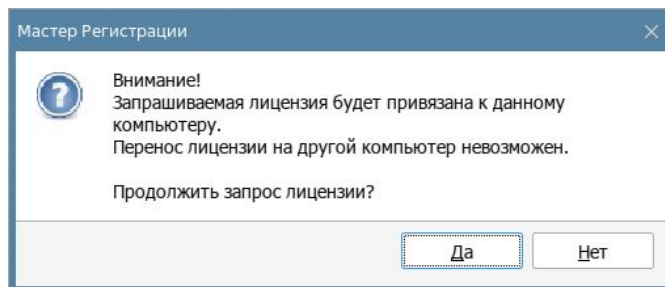 Мастер Регистрации
Внимание!
Запрашиваемая лицензия будет привязана к данному
компьютеру.
Перенос лицензии на другой компьютер невозможен.
Продолжить запрос лицензии?
Да
Нет